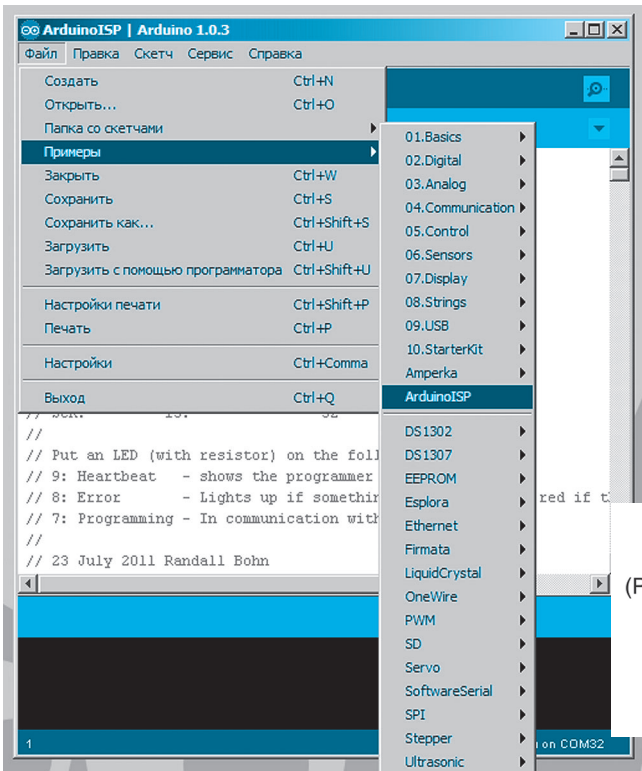 ArduinoISP | Arduino 1.0.3
Файл Правка Скетч Сервис Справка
Создать Ctrl+N
Открыть... Ctrl+O
Папка со скетчами
Примеры
Закрыть Ctrl+W
Сохранить Ctrl+S
Сохранить как... Ctrl+Shift+S
Загрузить Ctrl+U
Загрузить с помощью программатора Ctrl+Shift+U
Настройки печати Ctrl+Shift+P
Печать Ctrl+P
Настройки Ctrl+Comma
Выход Ctrl+Q
01.Basics
02.Digital
03.Analog
04.Communication
05.Control
06.Sensors
07.Display
08.Strings
09.USB
10.StarterKit
Amperka
ArduinoISP
DS1302
DS1307
EEPROM
Esplora
Ethernet
Firmata
LiquidCrystal
OneWire
PWM
SD
Servo
SoftwareSerial
SPI
Stepper
Ultrasonic
//
// Put an LED (with resistor) on the fol
// 9: Heartbeat - shows the programmer
// 8: Error - Lights up if somethin red if t
// 7: Programming - In communication with
//
// 23 July 2011 Randall Bohn
(F
1 on COM32